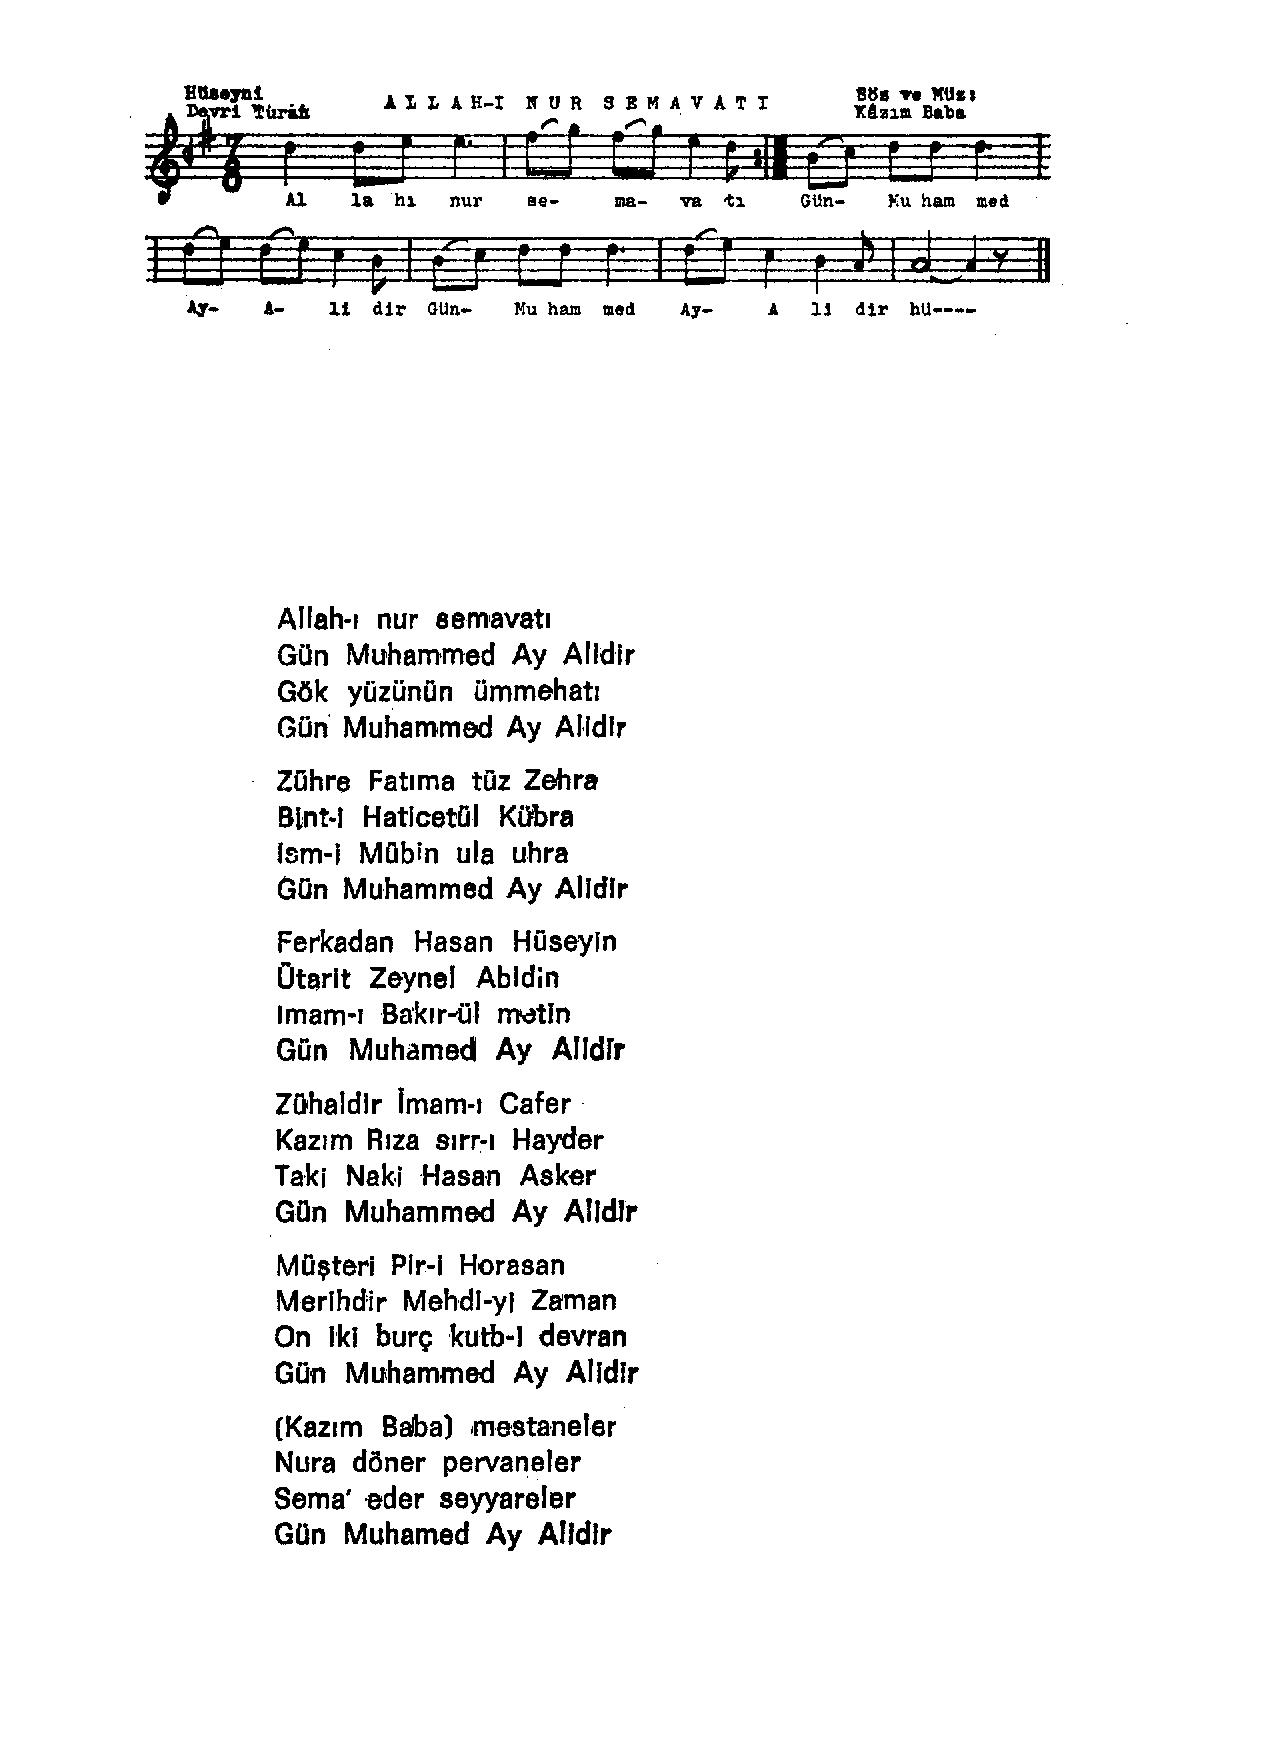 Hüseyni
Devri Türân
ALLAH-I NUR SEMAVATI
Sös ve Müz:
Kâzım Baba
Al la hı nur se- ma- va tı Gün- Mu ham med
Ay- A- li dir Gün- Mu ham med Ay- A li dir hü----
Allah-ı nur semavatı
Gün Muhammed Ay Alidir
Gök yüzünün ümmehatı
Gün Muhammed Ay Alidir
Zühre Fatıma tüz Zehra
Bint-i Haticetül Kübra
Ism-i Mübin ula uhra
Gün Muhammed Ay Alidir
Ferkadan Hasan Hüseyin
Ütarit Zeynel Abidin
Imam-ı Bakır-ül metin
Gün Muhamed Ay Alidir
Zühaldir İmam-ı Cafer
Kazım Rıza sırr-ı Hayder
Taki Naki Hasan Asker
Gün Muhammed Ay Alidir
Müşteri Pir-i Horasan
Merihdir Mehdi-yi Zaman
On iki burç kutb-i devran
Gün Muhammed Ay Alidir
(Kazım Baba) mestaneler
Nura döner pervaneler
Sema' eder seyyareler
Gün Muhamed Ay Alidir